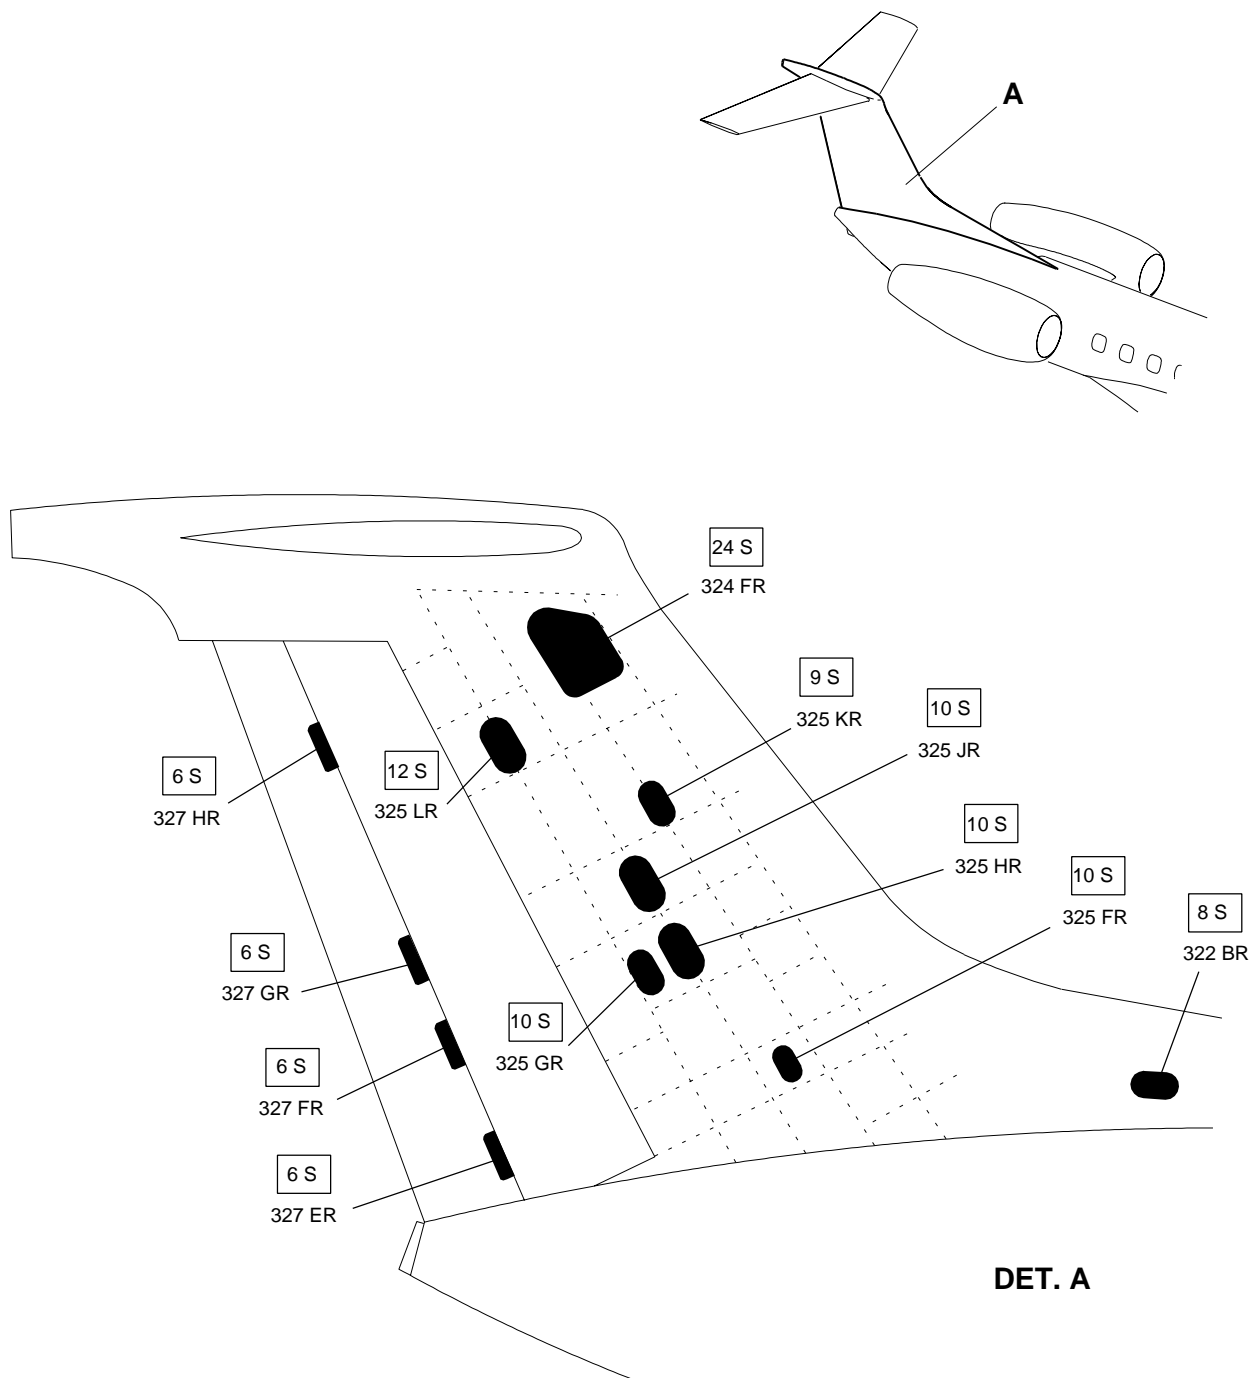 A
24 S
324 FR
9 S
325 KR
10 S
325 JR
6 S
327 HR
12 S
325 LR
10 S
325 HR
10 S
325 FR
8 S
322 BR
6 S
327 GR
10 S
325 GR
6 S
327 FR
6 S
327 ER
DET. A